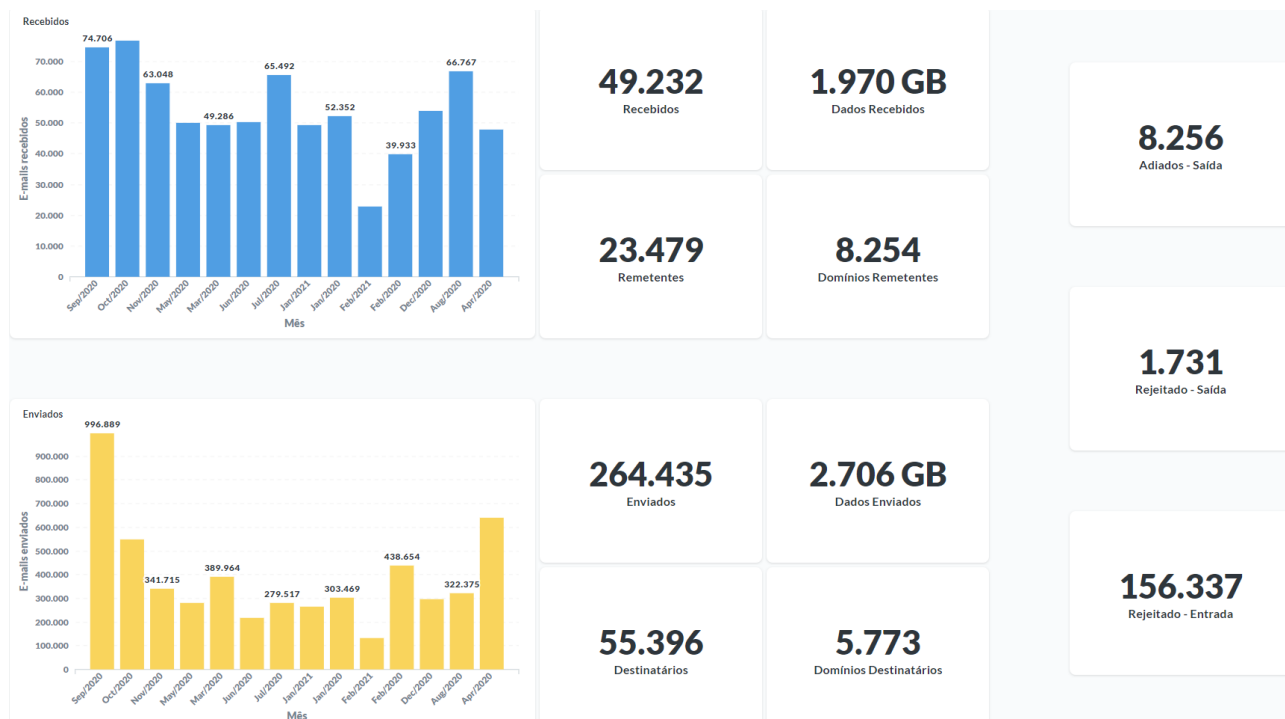 Recebidos
74.706
63.048
49.286
65.492
52.352
39.933
66.767
70.000
60.000
50.000
40.000
30.000
20.000
10.000
0
E-mails recebidos
Sep/2020
Oct/2020
Nov/2020
May/2020
Mar/2020
Jun/2020
Jul/2020
Jan/2021
Jan/2020
Feb/2021
Feb/2020
Dec/2020
Aug/2020
Apr/2020
Mês
49.232
Recebidos
1.970 GB
Dados Recebidos
23.479
Remetentes
8.254
Domínios Remetentes
8.256
Adiados - Saída
1.731
Rejeitado - Saída
156.337
Rejeitado - Entrada
Enviados
996.889
341.715
389.964
279.517
303.469
438.654
322.375
900.000
800.000
700.000
600.000
500.000
400.000
300.000
200.000
100.000
0
E-mails enviados
Sep/2020
Oct/2020
Nov/2020
May/2020
Mar/2020
Jun/2020
Jul/2020
Jan/2021
Jan/2020
Feb/2021
Feb/2020
Dec/2020
Aug/2020
Apr/2020
Mês
264.435
Enviados
2.706 GB
Dados Enviados
55.396
Destinatários
5.773
Domínios Destinatários